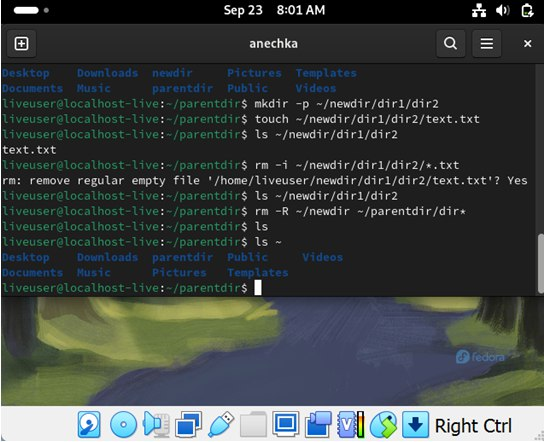 Sep 23 8:01 AM
anechka
Desktop Downloads newdir Pictures Templates
Documents Music parentdir Public Videos
liveuser@localhost-live:~/parentdir$ mkdir -p ~/newdir/dir1/dir2
liveuser@localhost-live:~/parentdir$ touch ~/newdir/dir1/dir2/text.txt
liveuser@localhost-live:~/parentdir$ ls ~/newdir/dir1/dir2
text.txt
liveuser@localhost-live:~/parentdir$ rm -i ~/newdir/dir1/dir2/*.txt
rm: remove regular empty file '/home/liveuser/newdir/dir1/dir2/text.txt'? Yes
liveuser@localhost-live:~/parentdir$ ls ~/newdir/dir1/dir2
liveuser@localhost-live:~/parentdir$ rm -R ~/newdir ~/parentdir/dir*
liveuser@localhost-live:~/parentdir$ ls
liveuser@localhost-live:~/parentdir$ ls ~
Desktop Downloads parentdir Public Videos
Documents Music Pictures Templates
liveuser@localhost-live:~/parentdir$
fedora
Right Ctrl